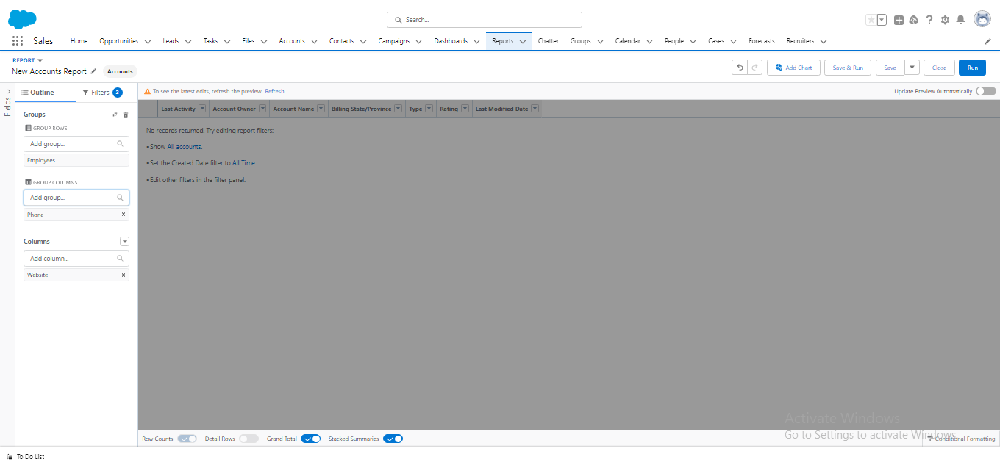 Search...
Sales Home Opportunities Leads Tasks Files Accounts Contacts Campaigns Dashboards Reports Chatter Groups Calendar People Cases Forecasts Recruiters
REPORT
New Accounts Report Accounts
Add Chart Save & Run Save Close Run
Fields
Outline Filters 2
To see the latest edits, refresh the preview. Refresh
Update Preview Automatically
Groups
GROUP ROWS
Add group...
Employees
GROUP COLUMNS
Add group...
Phone
Columns
Add column...
Website
Last Activity Account Owner Account Name Billing State/Province Type Rating Last Modified Date
No records returned. Try editing report filters:
• Show All accounts.
• Set the Created Date filter to All Time.
• Edit other filters in the filter panel.
Activate Windows
Go to Settings to activate Windows.
Row Counts Detail Rows Grand Total Stacked Summaries
Conditional Formatting
To Do List